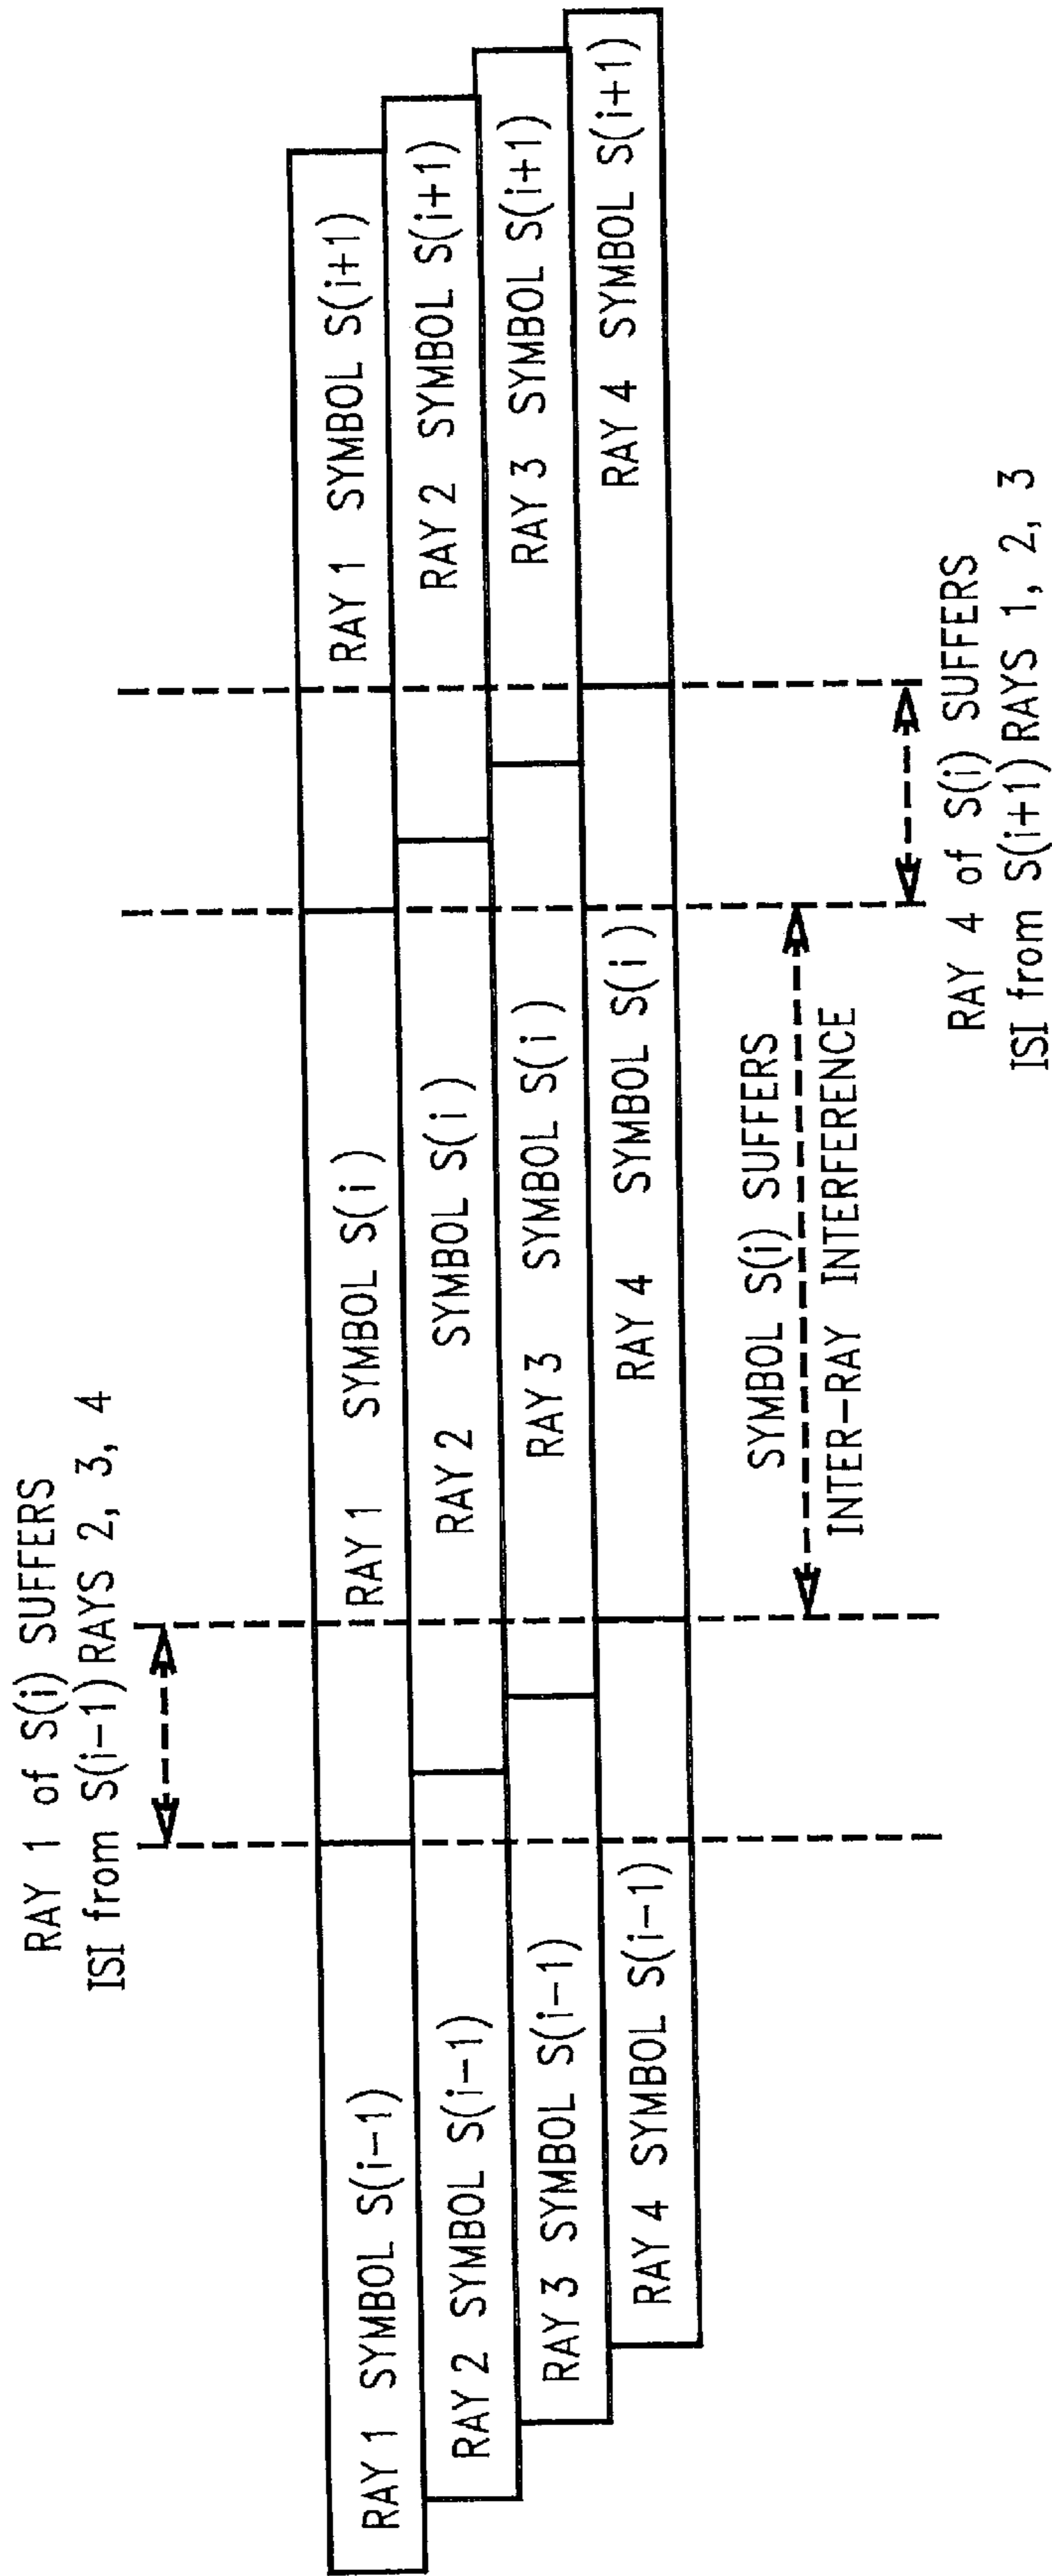 RAY 1 of S(i) SUFFERS
ISI from S(i-1) RAYS 2, 3, 4
RAY 1 SYMBOL S(i-1)
RAY 1 SYMBOL S(i)
RAY 1 SYMBOL S(i+1)
RAY 2 SYMBOL S(i-1)
RAY 2 SYMBOL S(i)
RAY 2 SYMBOL S(i+1)
RAY 3 SYMBOL S(i-1)
RAY 3 SYMBOL S(i)
RAY 3 SYMBOL S(i+1)
RAY 4 SYMBOL S(i-1)
RAY 4 SYMBOL S(i)
RAY 4 SYMBOL S(i+1)
SYMBOL S(i) SUFFERS
INTER-RAY INTERFERENCE
RAY 4 of S(i) SUFFERS
ISI from S(i+1) RAYS 1, 2, 3